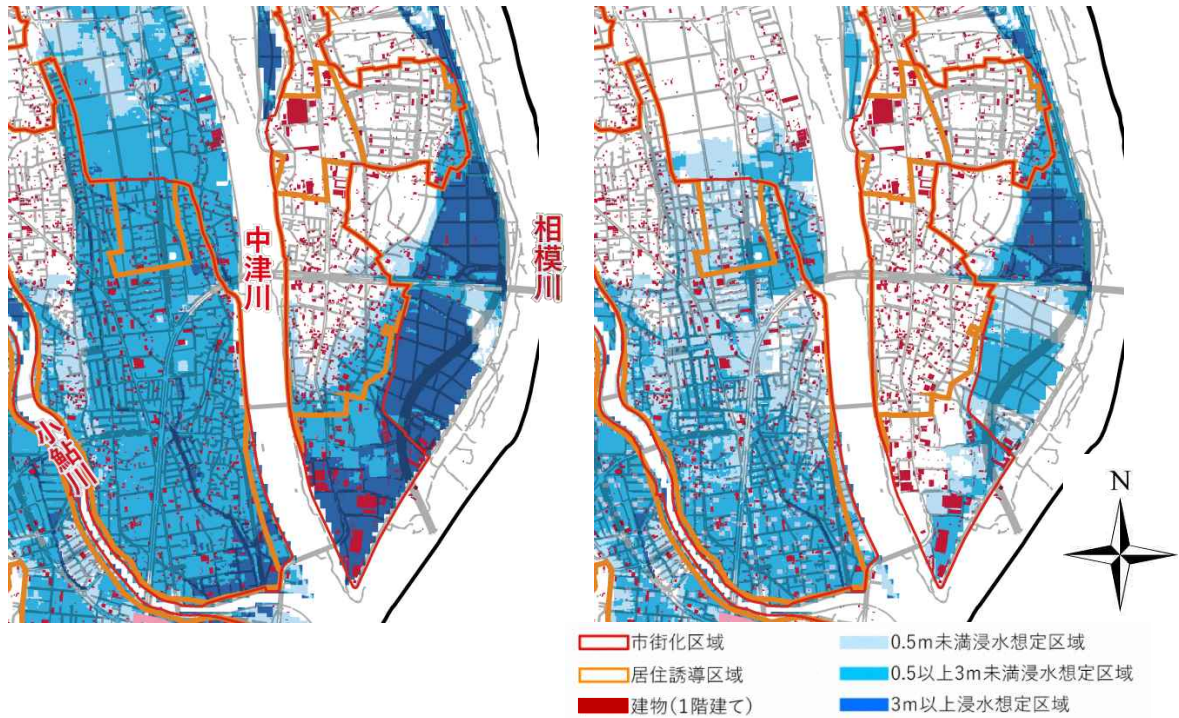 中津川
相模川
小鮎川
N
市街化区域
居住誘導区域
建物(1階建て)
0.5m未満浸水想定区域
0.5以上3m未満浸水想定区域
3m以上浸水想定区域